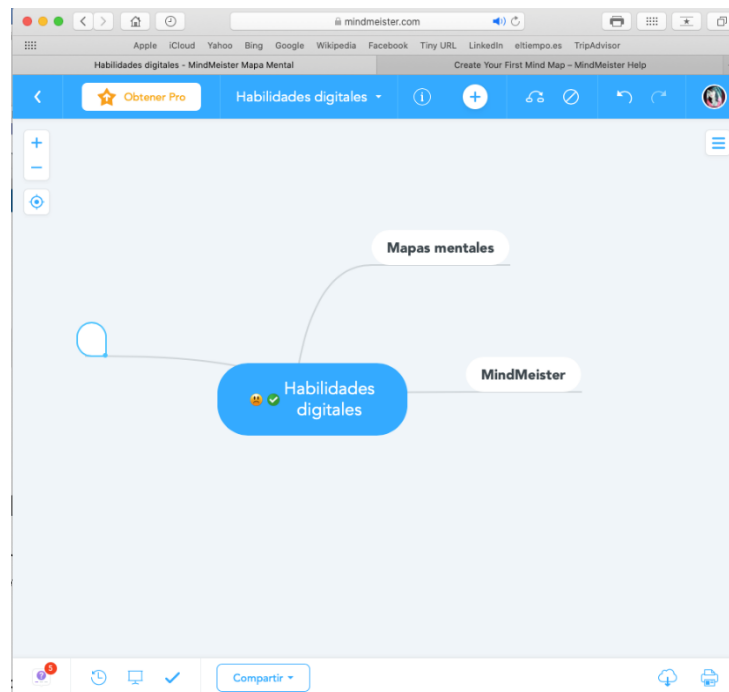 mindmeister.com
Apple iCloud Yahoo Bing Google Wikipedia Facebook Tiny URL LinkedIn eltiempo.es TripAdvisor
Habilidades digitales - MindMeister Mapa Mental
Create Your First Mind Map – MindMeister Help
Obtener Pro
Habilidades digitales
Mapas mentales
MindMeister
Habilidades
digitales
5
Compartir